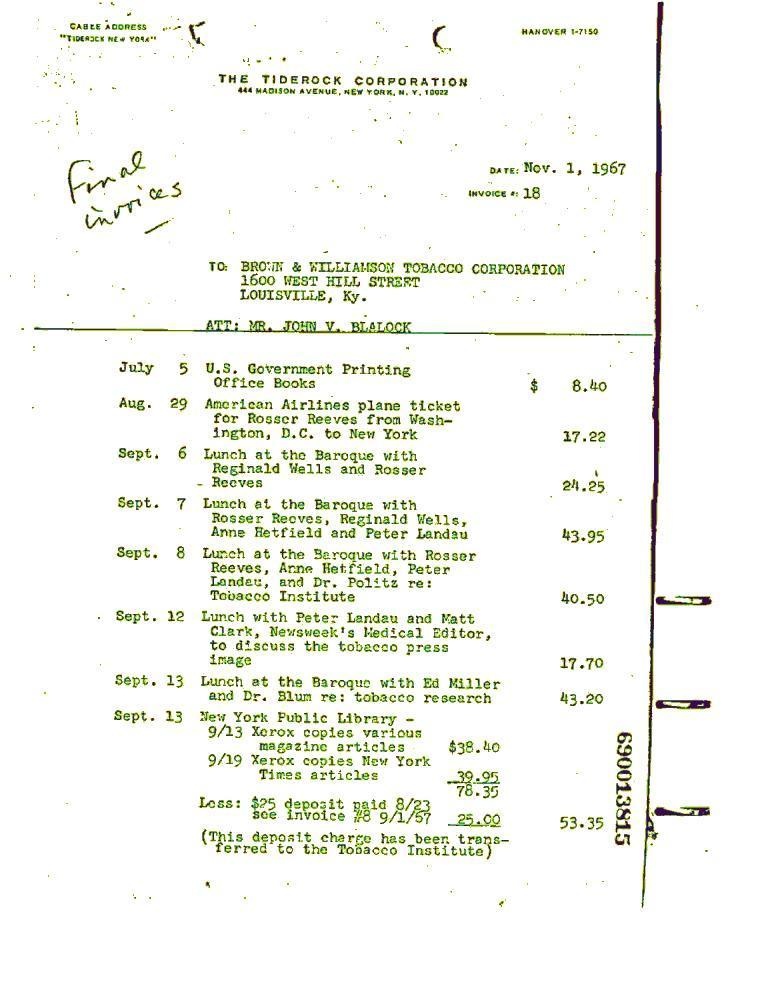 CABLE ADDRESS
"TIDEROCK NEW YORK"
HANOVER 1-7150
THE TIDEROCK CORPORATION
444 MADISON AVENUE, NEW YORK, N. Y. 10022
Final
invoices
DATE: Nov. 1, 1967
INVOICE #: 18
TO: BROWN & WILLIAMSON TOBACCO CORPORATION
1600 WEST HILL STREET
LOUISVILLE, Ky.
ATT: MR. JOHN V. BLALOCK
July 5 U.S. Government Printing
Office Books $ 8.40
Aug. 29 American Airlines plane ticket
for Rosser Reeves from Wash-
ington, D.C. to New York 17.22
Sept. 6 Lunch at the Baroque with
Reginald Wells and Rosser
- Reeves 24.25
Sept. 7 Lunch at the Baroque with
Rosser Reeves, Reginald Wells,
Anne Hetfield and Peter Landau 43.95
Sept. 8 Lunch at the Baroque with Rosser
Reeves, Anne Hetfield, Peter
Landau, and Dr. Politz re:
Tobacco Institute 40.50
Sept. 12 Lunch with Peter Landau and Matt
Clark, Newsweek's Medical Editor,
to discuss the tobacco press
image 17.70
Sept. 13 Lunch at the Baroque with Ed Miller
and Dr. Blum re: tobacco research 43.20
Sept. 13 New York Public Library -
9/13 Xerox copies various
magazine articles $38.40
9/19 Xerox copies New York
Times articles 39.95
78.35
Less: $25 deposit paid 8/23
see invoice #8 9/1/67 25.00 53.35
(This deposit charge has been trans-
ferred to the Tobacco Institute)
690013815